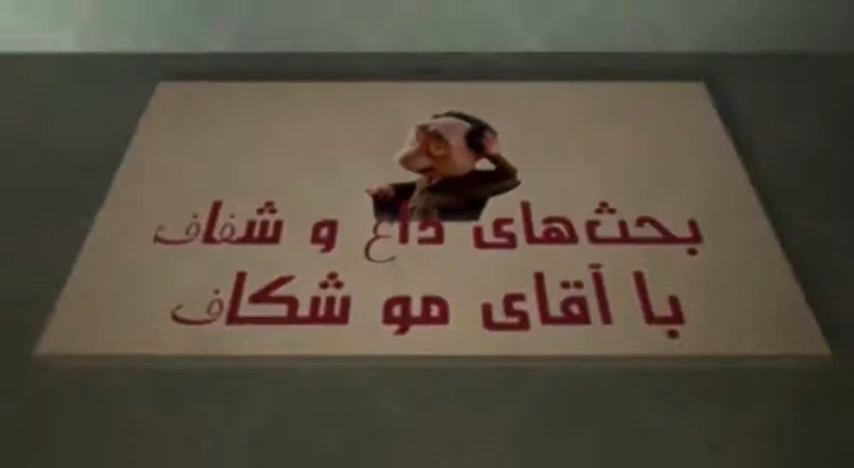 بحث‌های داغ و شفاف
با آقای مو شکاف